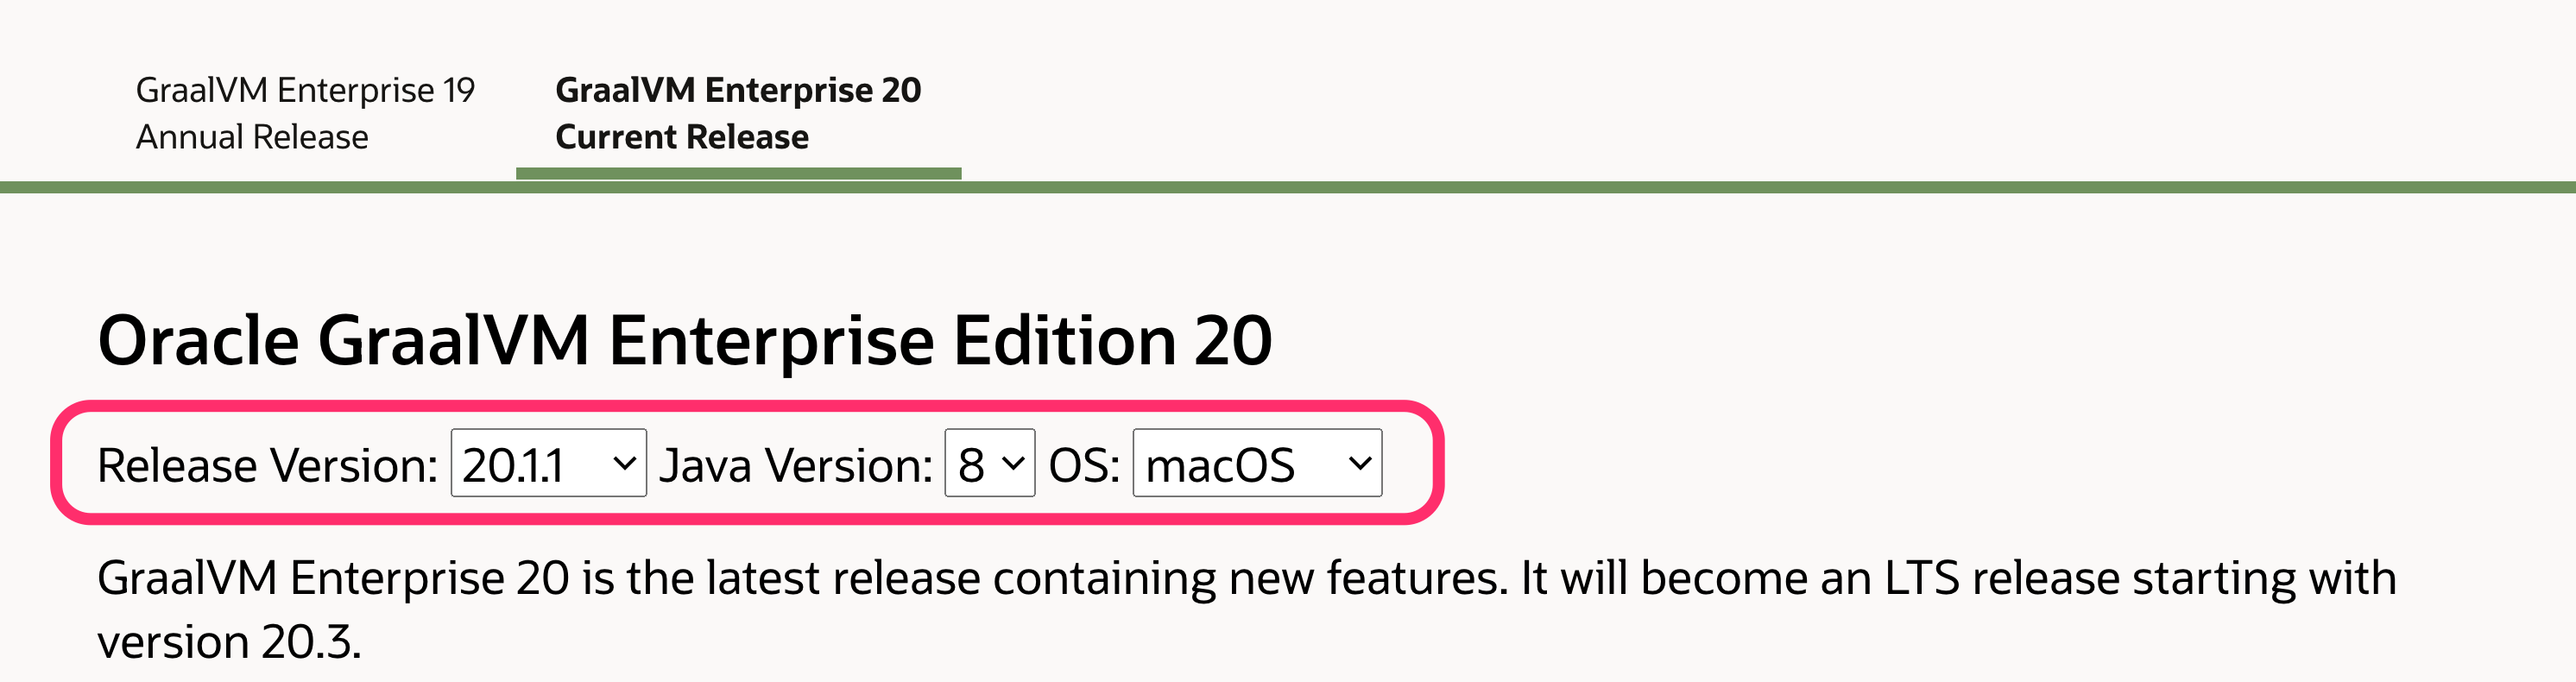 GraalVM Enterprise 19
Annual Release
GraalVM Enterprise 20
Current Release
Oracle GraalVM Enterprise Edition 20
Release Version: 20.1.1 Java Version: 8 OS: macOS
GraalVM Enterprise 20 is the latest release containing new features. It will become an LTS release starting with
version 20.3.